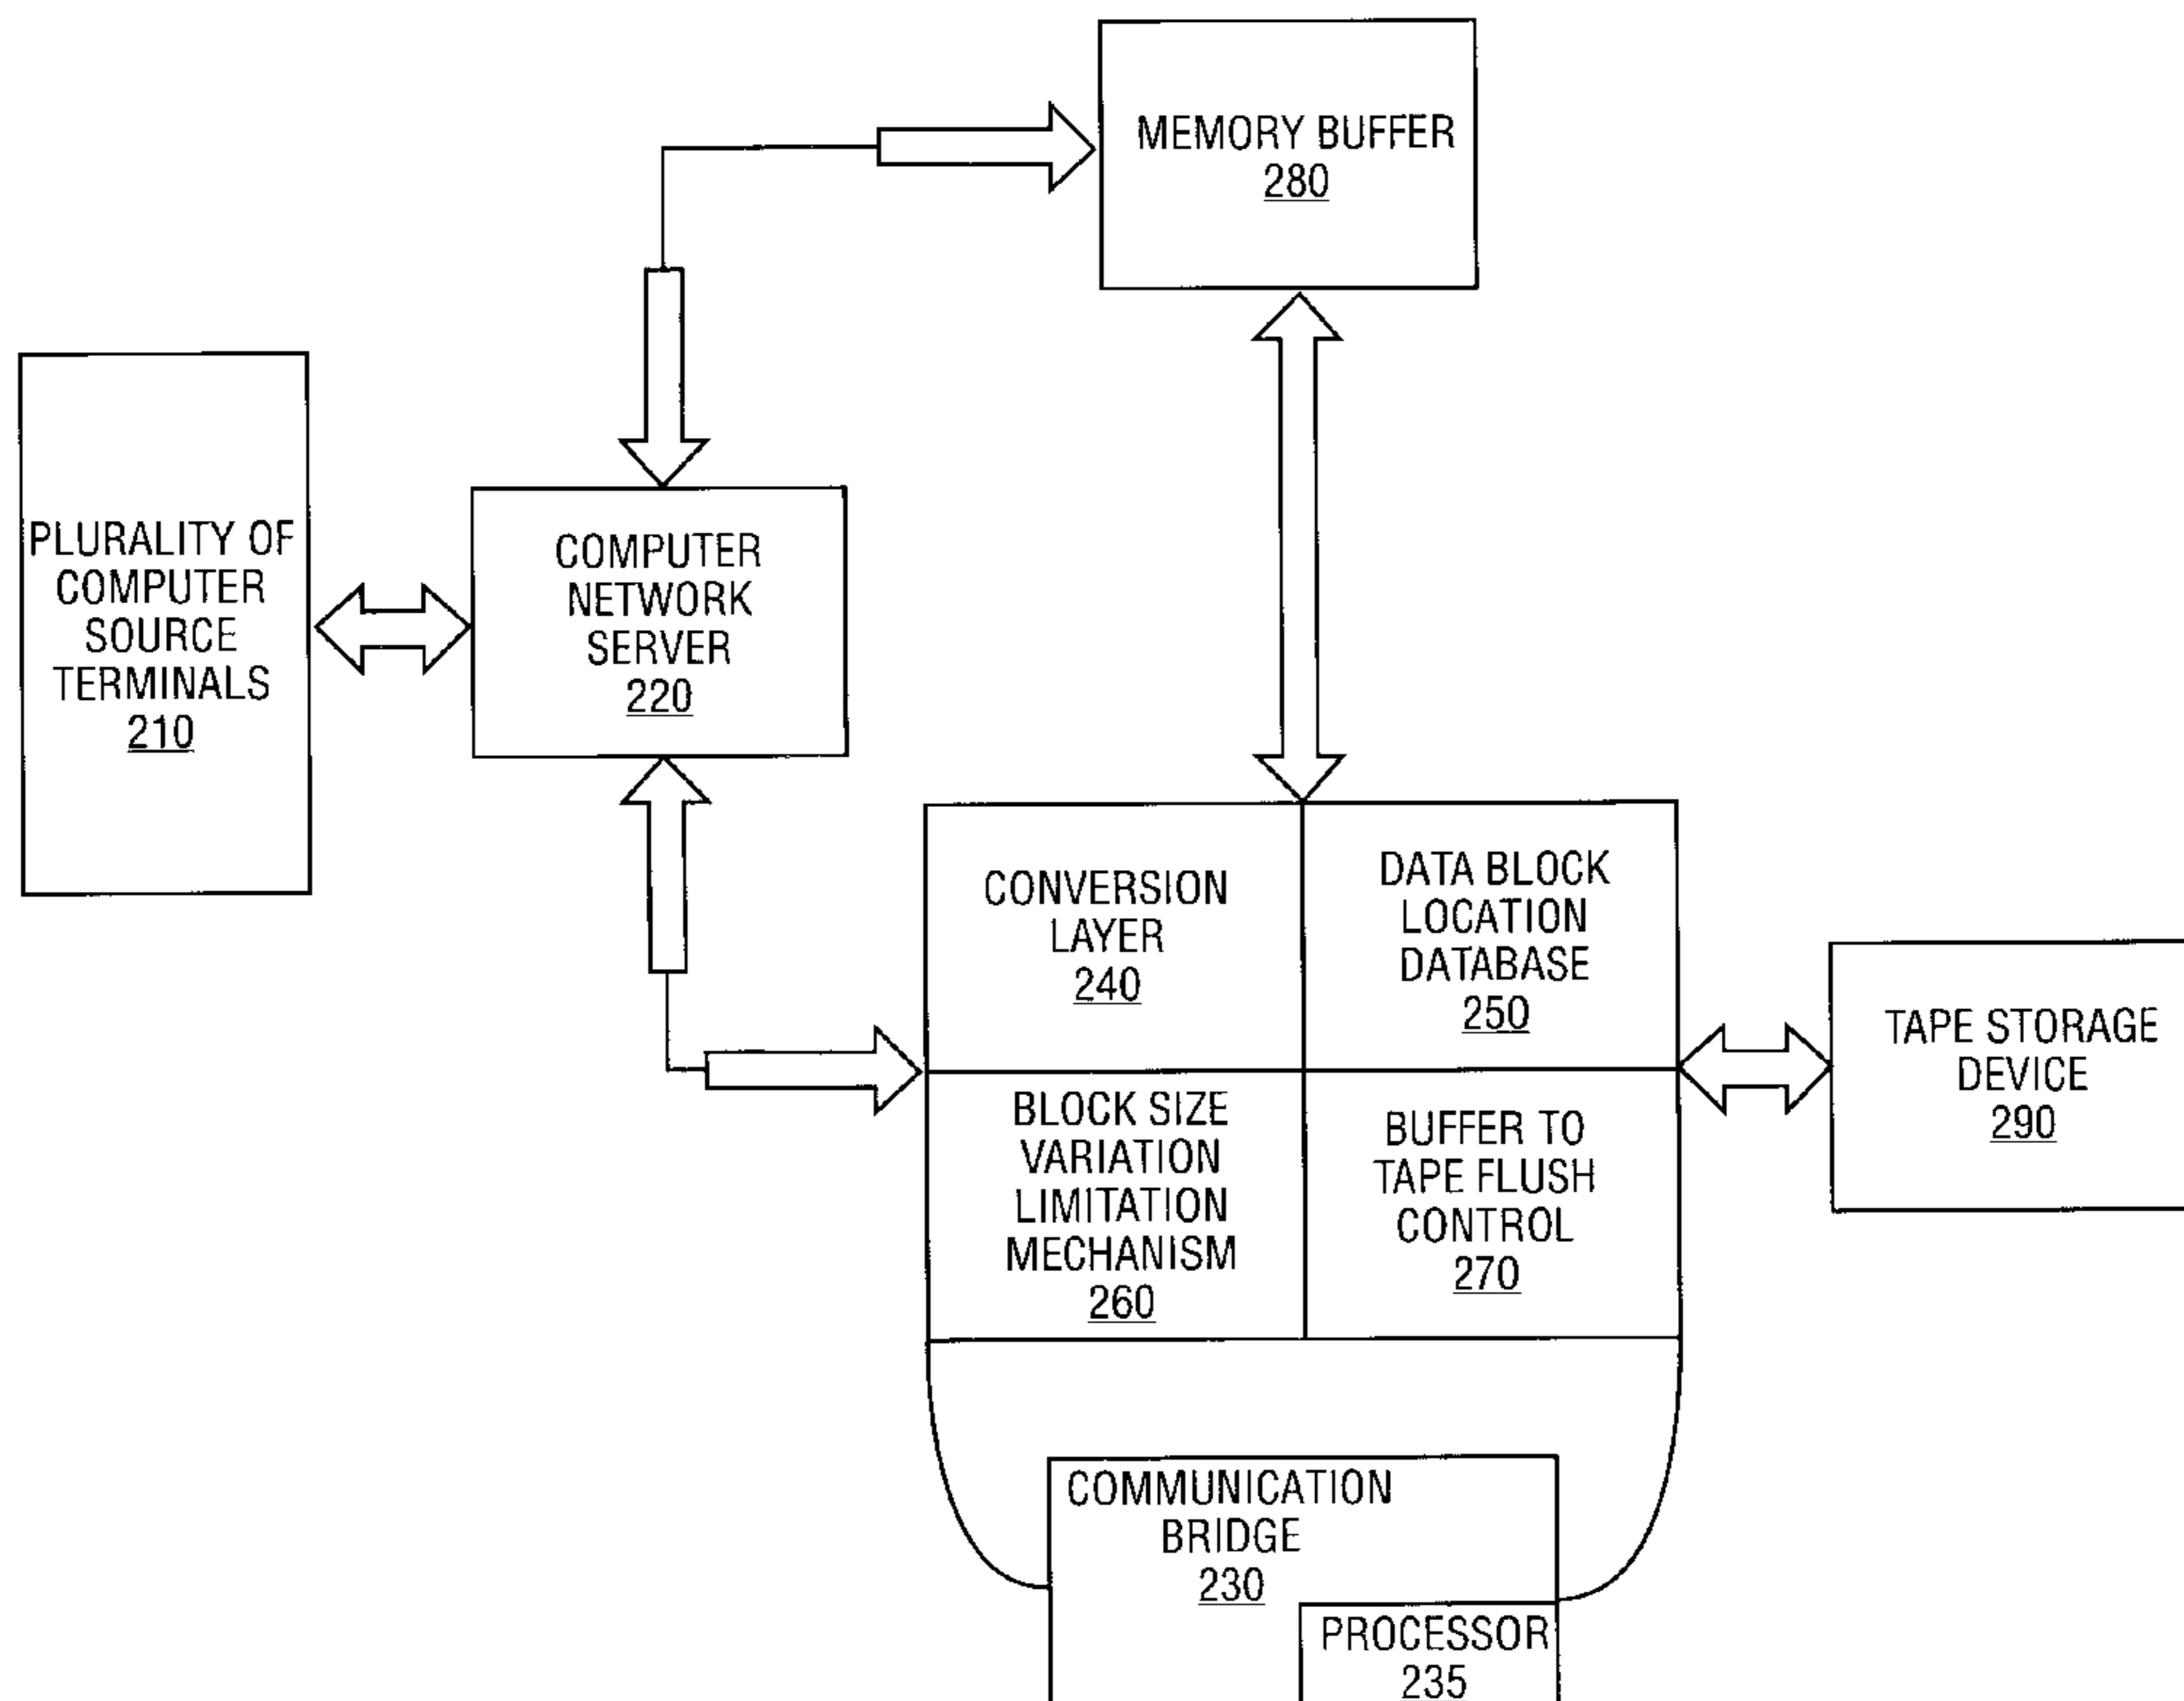 MEMORY BUFFER
280
PLURALITY OF
COMPUTER
SOURCE
TERMINALS
210
COMPUTER
NETWORK
SERVER
220
CONVERSION
LAYER
240
DATA BLOCK
LOCATION
DATABASE
250
BLOCK SIZE
VARIATION
LIMITATION
MECHANISM
260
BUFFER TO
TAPE FLUSH
CONTROL
270
TAPE STORAGE
DEVICE
290
COMMUNICATION
BRIDGE
230
PROCESSOR
235